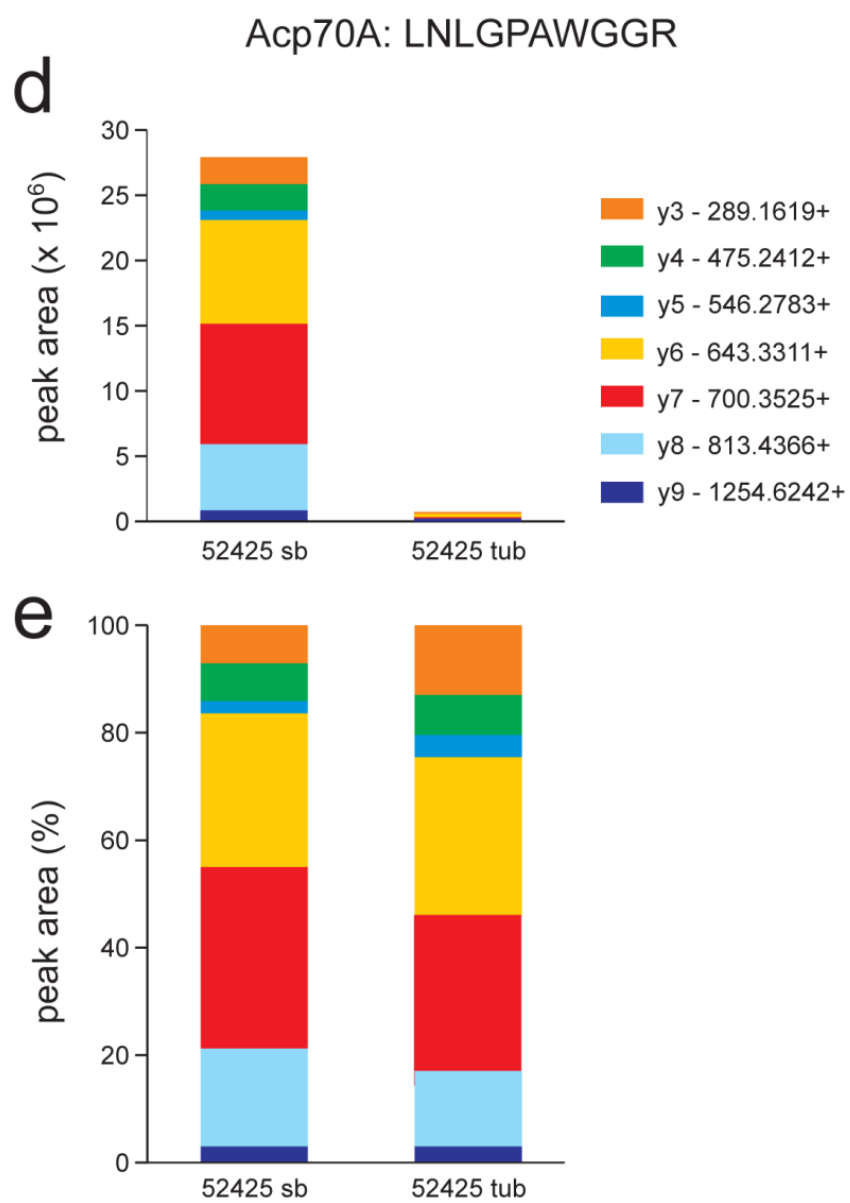 Acp70A: LNLGPAWGGR
d
peak area (x 10⁶)
30
25
20
15
10
5
0
52425 sb
52425 tub
y3 - 289.1619+
y4 - 475.2412+
y5 - 546.2783+
y6 - 643.3311+
y7 - 700.3525+
y8 - 813.4366+
y9 - 1254.6242+
e
peak area (%)
100
80
60
40
20
0
52425 sb
52425 tub